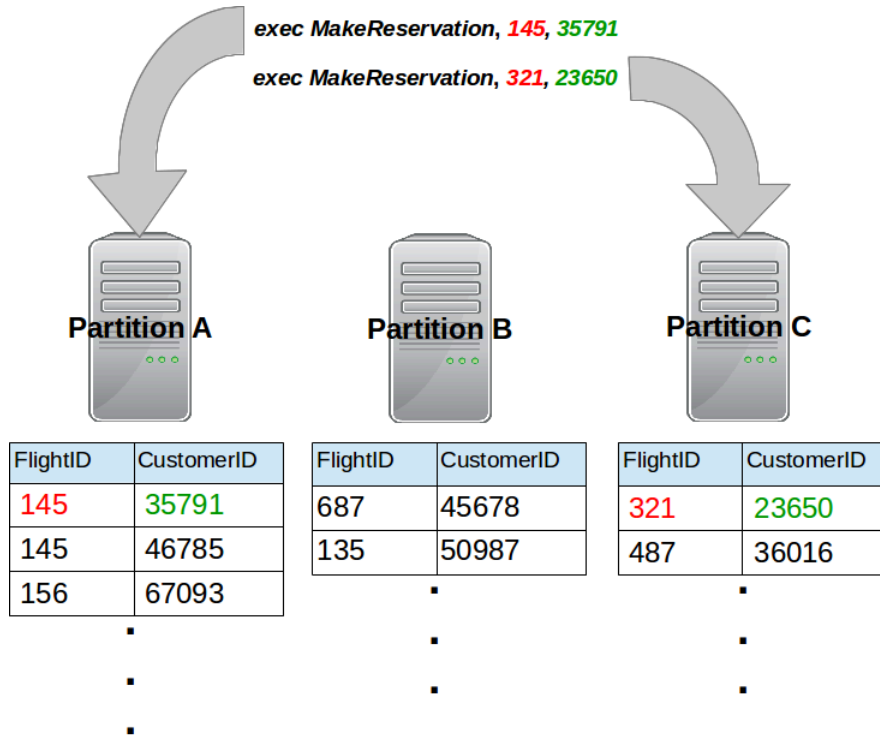 exec MakeReservation, 145, 35791
exec MakeReservation, 321, 23650
Partition A
Partition B
Partition C
FlightID CustomerID
145 35791
145 46785
156 67093
FlightID CustomerID
687 45678
135 50987
FlightID CustomerID
321 23650
487 36016